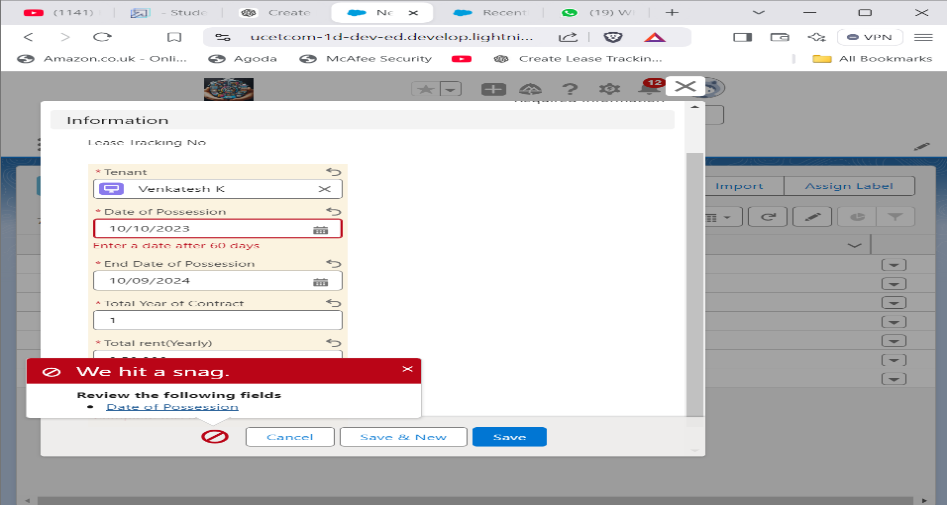 (1141)
- Stude
Create
Ne
Recent
(19) W
ucetcom-1d-dev-ed.develop.lightni...
VPN
Amazon.co.uk - Onli...
Agoda
McAfee Security
Create Lease Trackin...
All Bookmarks
12
Required Information
Information
Lease Tracking No
* Tenant
Venkatesh K
* Date of Possession
10/10/2023
Enter a date after 60 days
* End Date of Possession
10/09/2024
* Total Year of Contract
1
* Total rent(Yearly)
Import
Assign Label
We hit a snag.
Review the following fields
• Date of Possession
Cancel
Save & New
Save